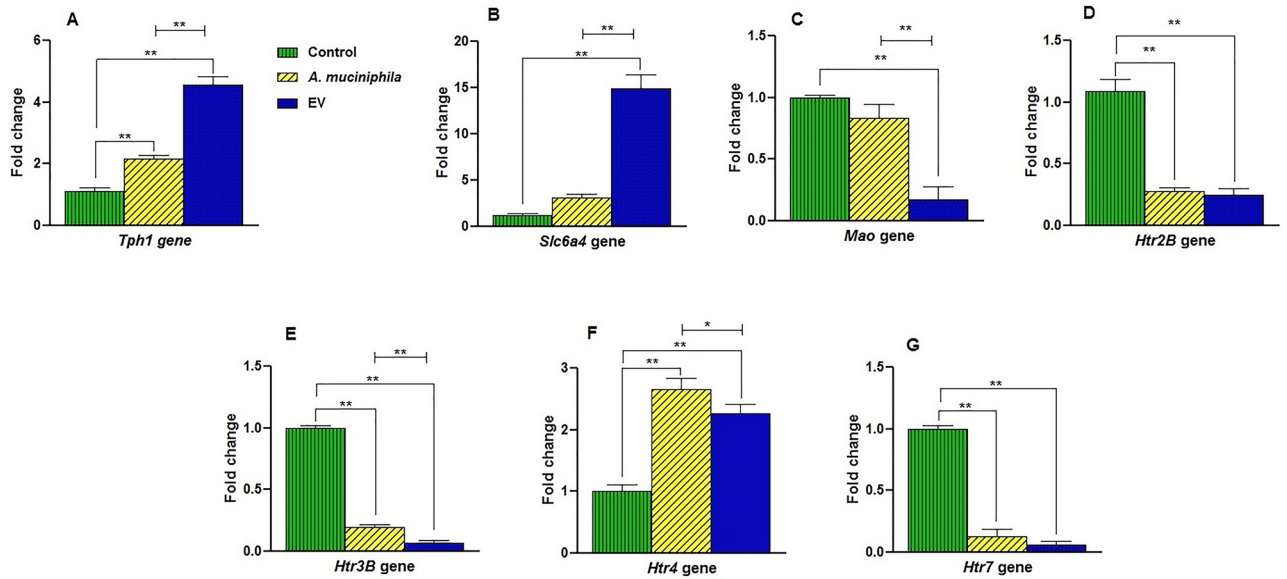 A
**
**
**
6
4
2
0
Fold change
Tph1 gene
Control
A. muciniphila
EV
B
**
**
20
15
10
5
0
Fold change
Slc6a4 gene
C
**
**
1.5
1.0
0.5
0.0
Fold change
Mao gene
D
**
**
1.5
1.0
0.5
0.0
Fold change
Htr2B gene
E
**
**
**
1.5
1.0
0.5
0.0
Fold change
Htr3B gene
F
*
**
**
3
2
1
0
Fold change
Htr4 gene
G
**
**
1.5
1.0
0.5
0.0
Fold change
Htr7 gene